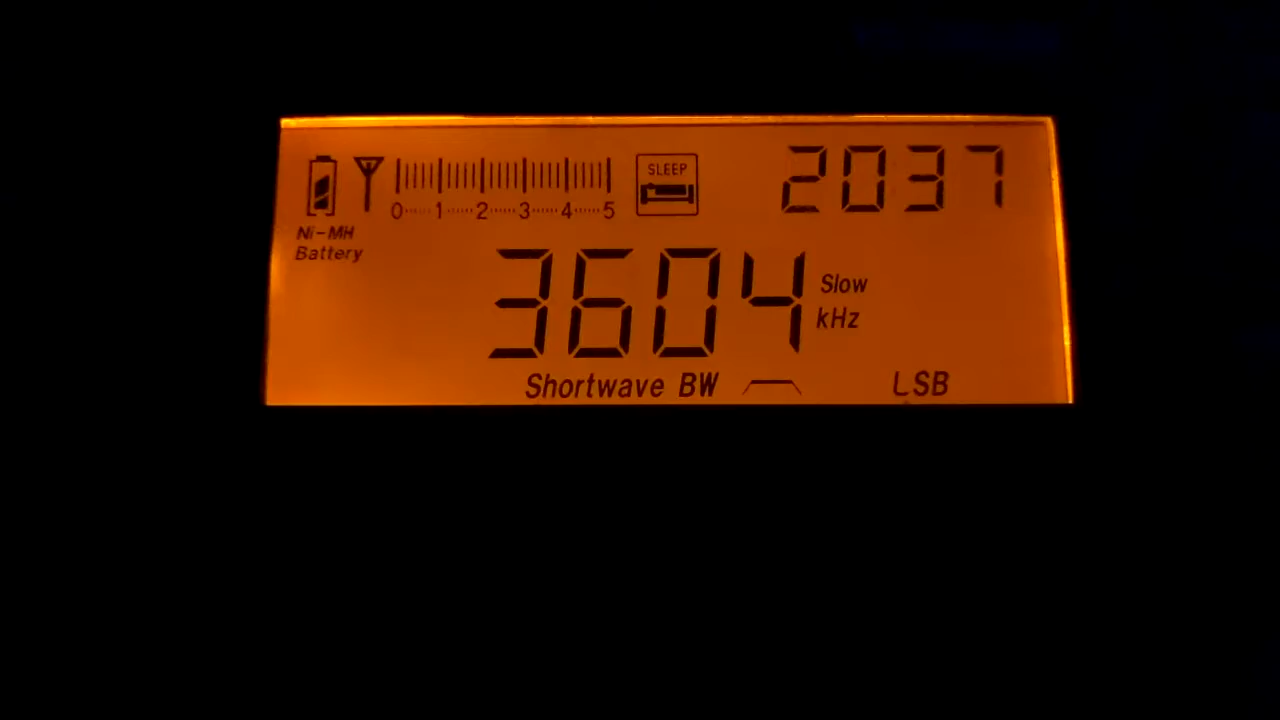 SLEEP
2037
0 1 2 3 4 5
Ni-MH
Battery
3604
Slow
kHz
Shortwave BW
LSB